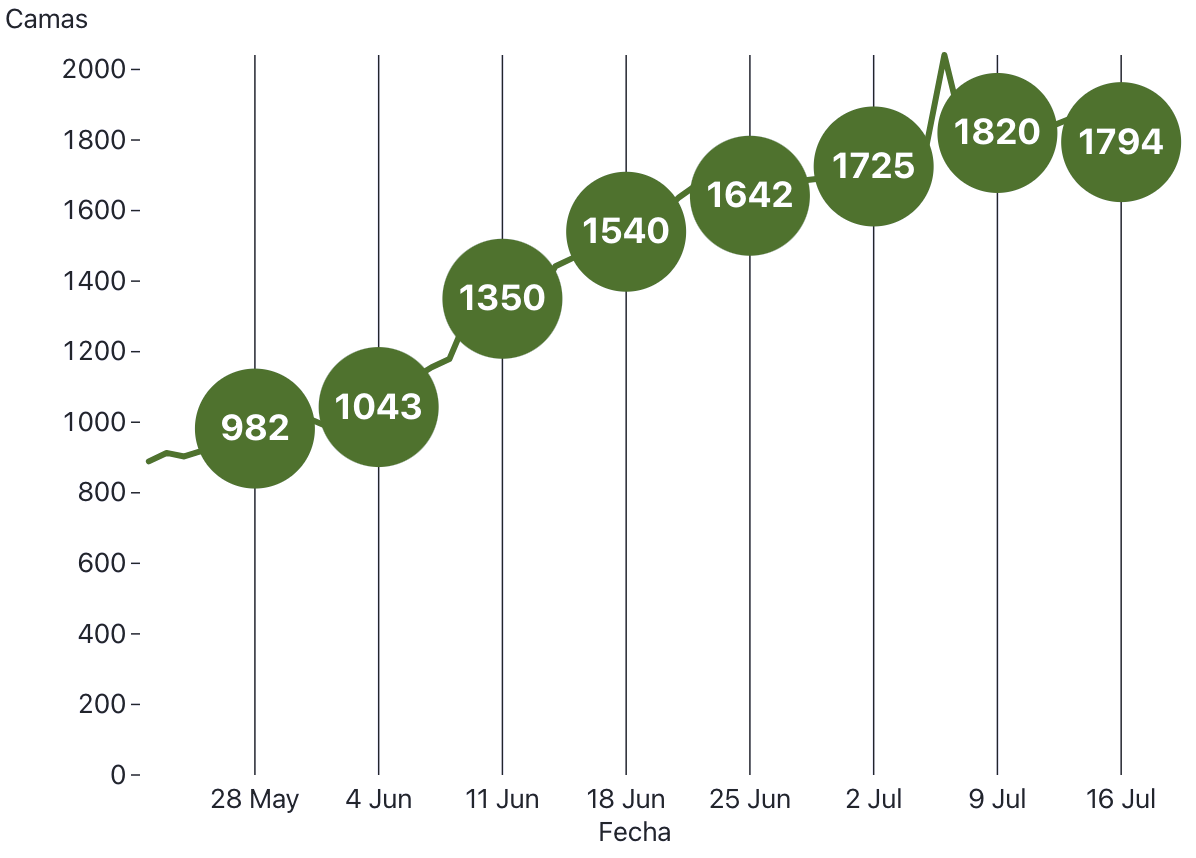 Camas
2000
1800
1600
1400
1200
1000
800
600
400
200
0
982
1043
1350
1540
1642
1725
1820
1794
28 May
4 Jun
11 Jun
18 Jun
25 Jun
2 Jul
9 Jul
16 Jul
Fecha